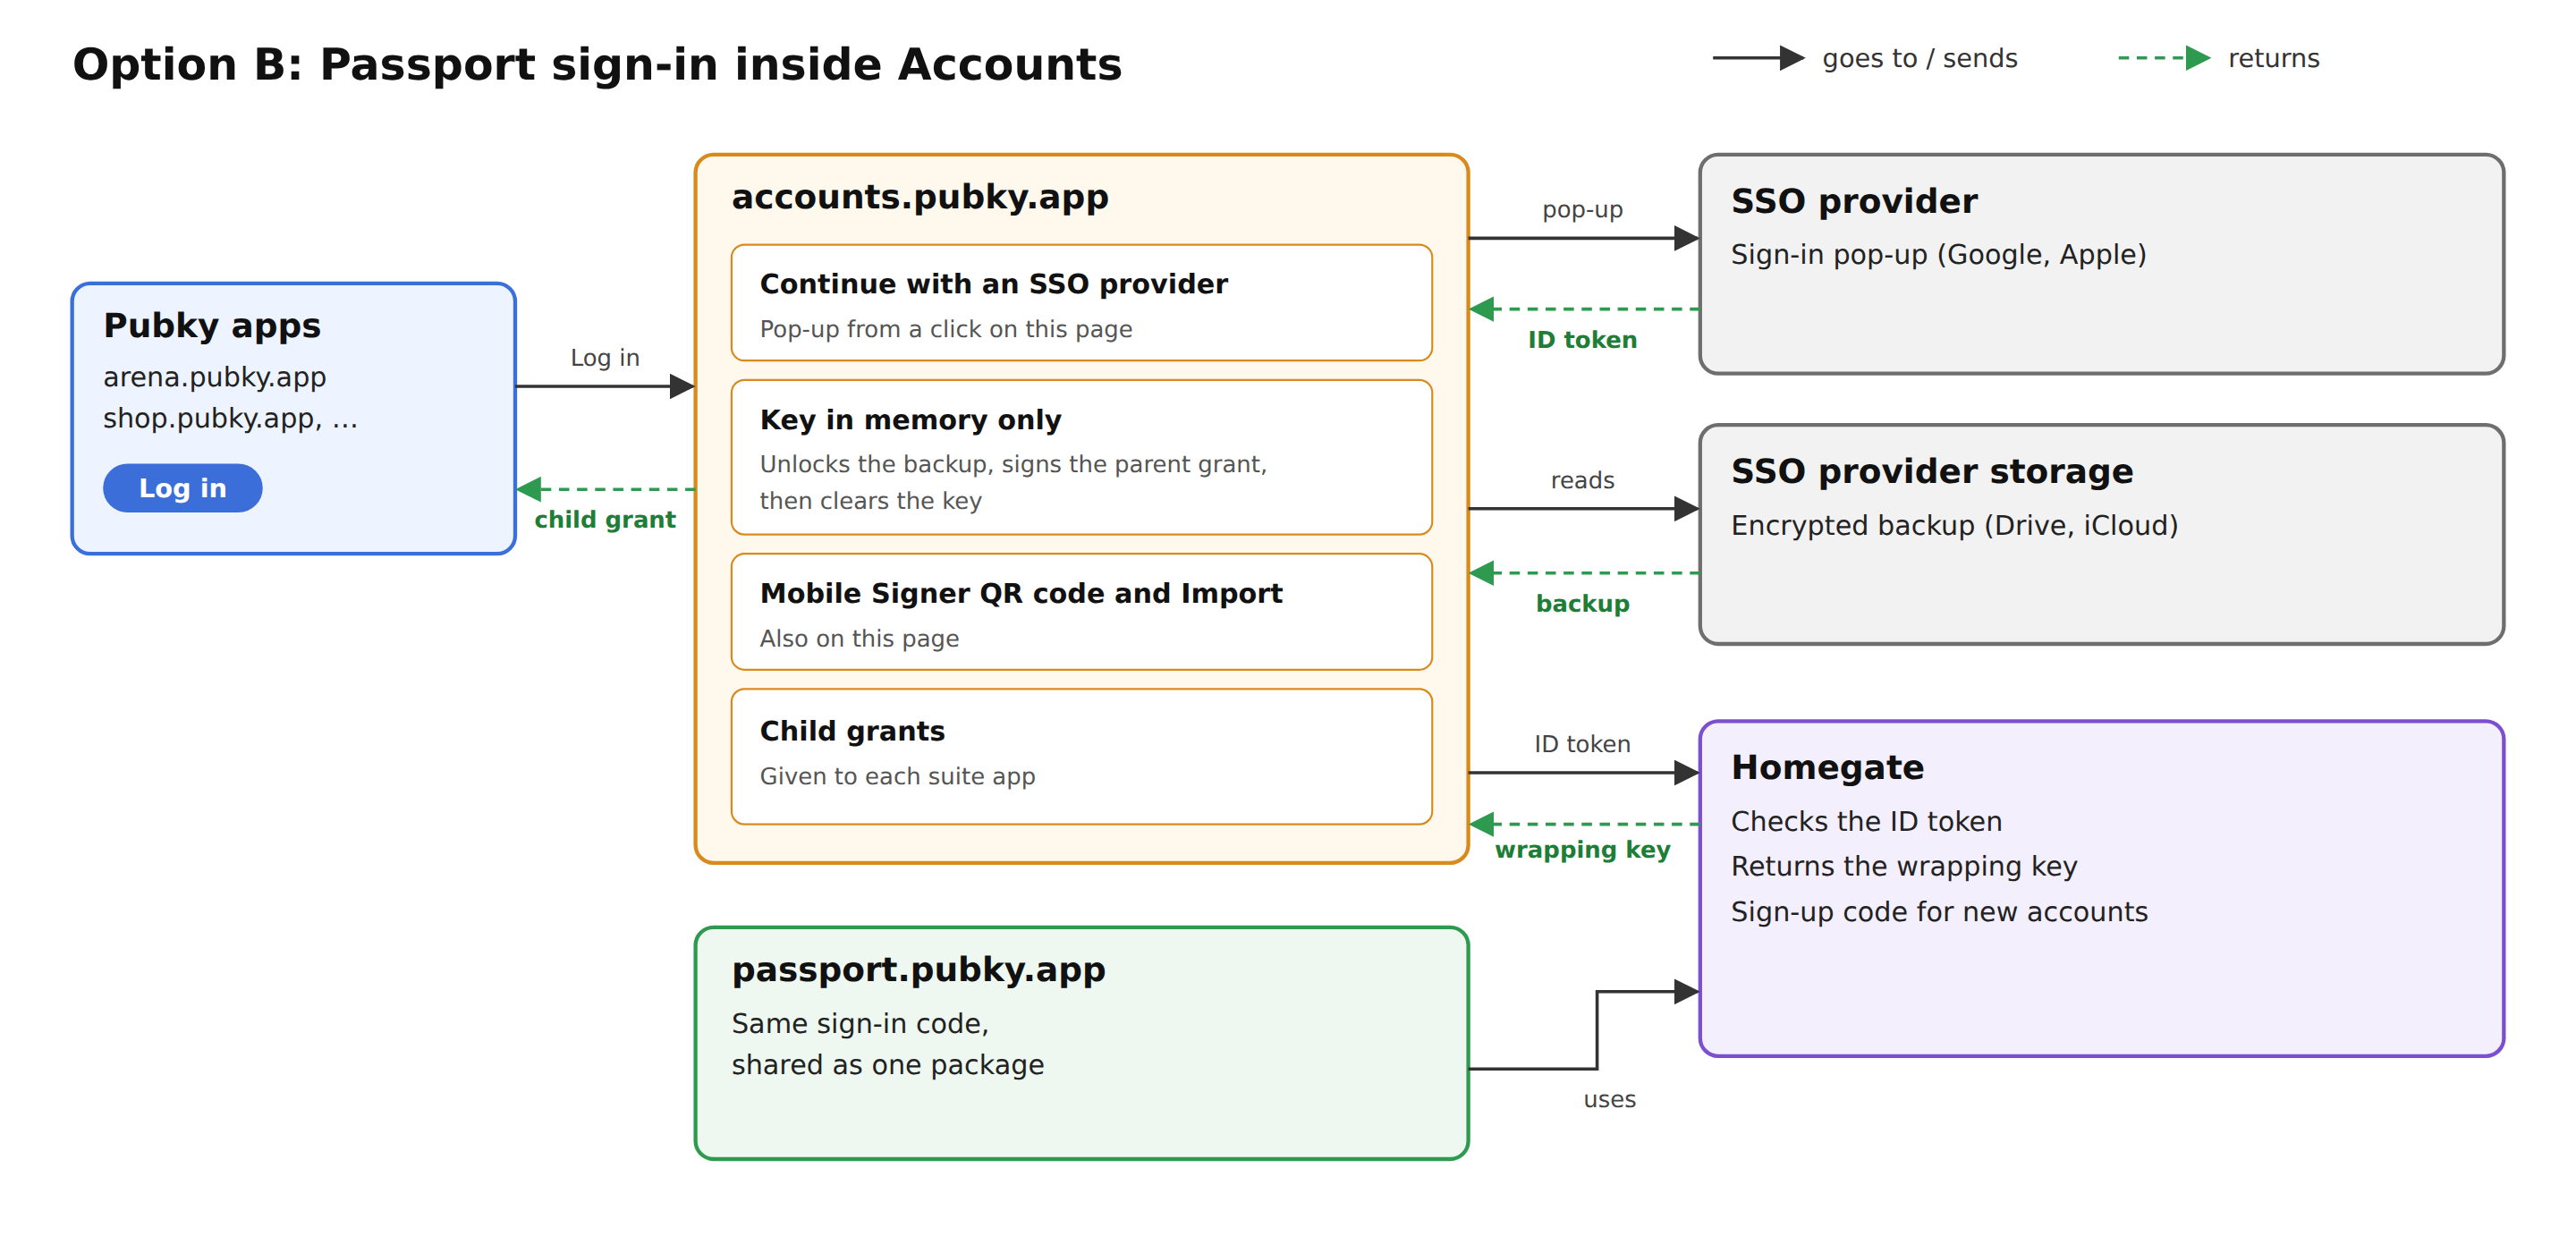 Option B: Passport sign-in inside Accounts
goes to / sends
returns
Pubky apps
arena.pubky.app
shop.pubky.app, …
Log in
Log in
child grant
accounts.pubky.app
Continue with an SSO provider
Pop-up from a click on this page
Key in memory only
Unlocks the backup, signs the parent grant,
then clears the key
Mobile Signer QR code and Import
Also on this page
Child grants
Given to each suite app
pop-up
ID token
reads
backup
ID token
wrapping key
SSO provider
Sign-in pop-up (Google, Apple)
SSO provider storage
Encrypted backup (Drive, iCloud)
Homegate
Checks the ID token
Returns the wrapping key
Sign-up code for new accounts
passport.pubky.app
Same sign-in code,
shared as one package
uses